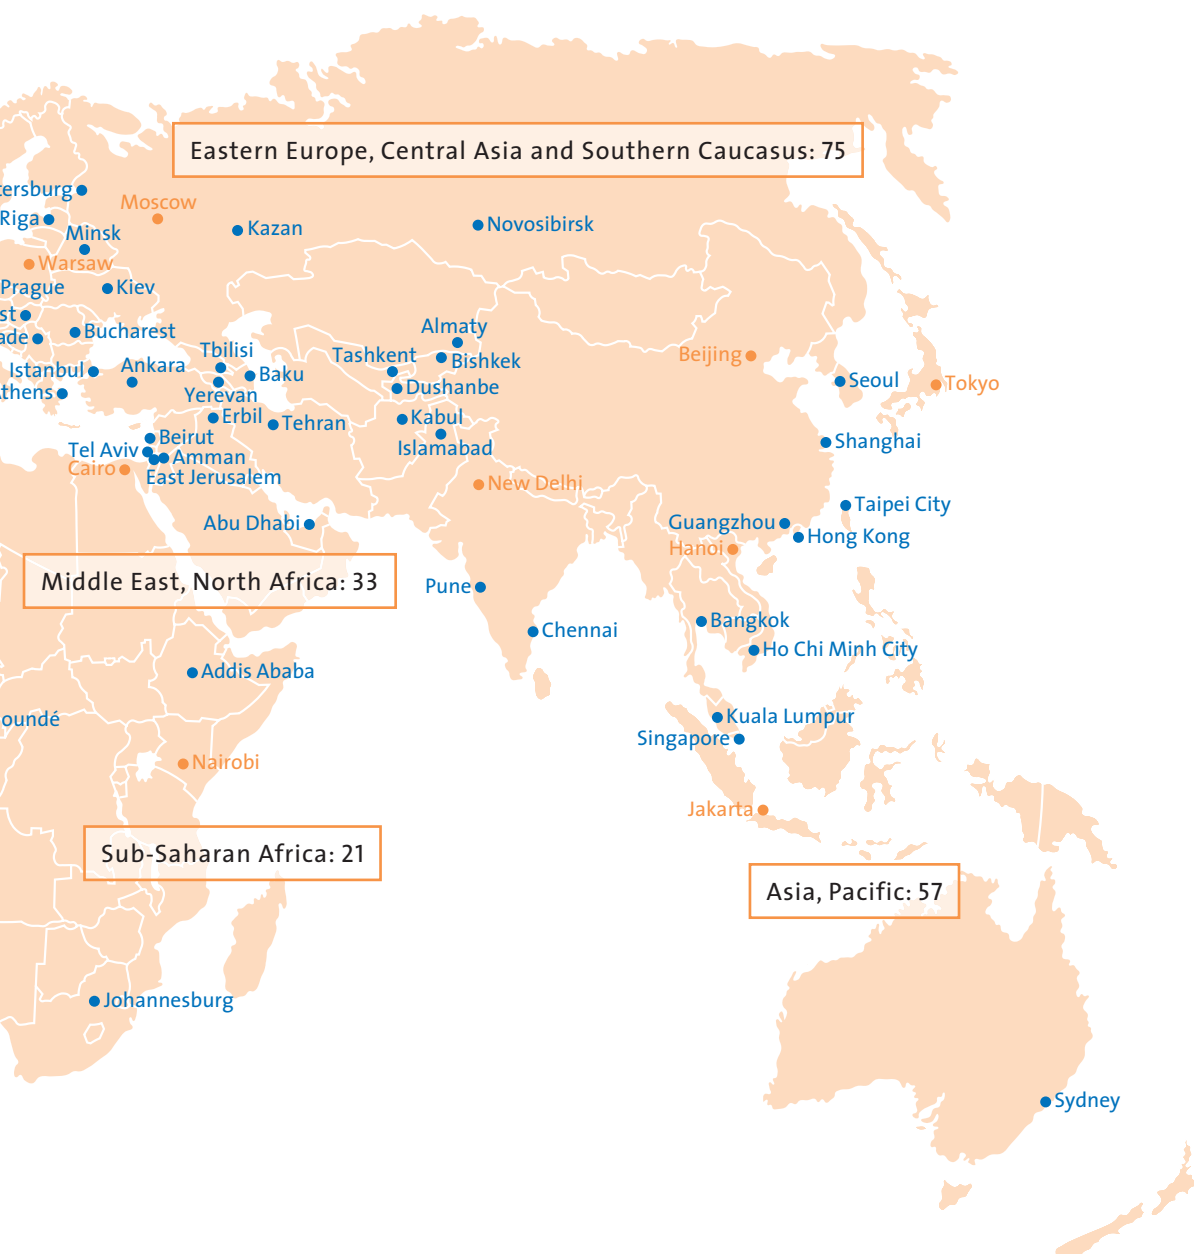 Eastern Europe, Central Asia and Southern Caucasus: 75
ersburg
Moscow
Riga
Kazan
Novosibirsk
Minsk
Warsaw
Prague
Kiev
st
Bucharest
ade
Almaty
Tbilisi
Tashkent
Bishkek
Beijing
Istanbul
Ankara
Baku
Seoul
Tokyo
thens
Yerevan
Dushanbe
Erbil
Tehran
Kabul
Beirut
Shanghai
Tel Aviv
Amman
Islamabad
Cairo
East Jerusalem
New Delhi
Taipei City
Abu Dhabi
Guangzhou
Hong Kong
Hanoi
Middle East, North Africa: 33
Pune
Bangkok
Chennai
Ho Chi Minh City
Addis Ababa
oundé
Kuala Lumpur
Singapore
Nairobi
Jakarta
Sub-Saharan Africa: 21
Asia, Pacific: 57
Johannesburg
Sydney